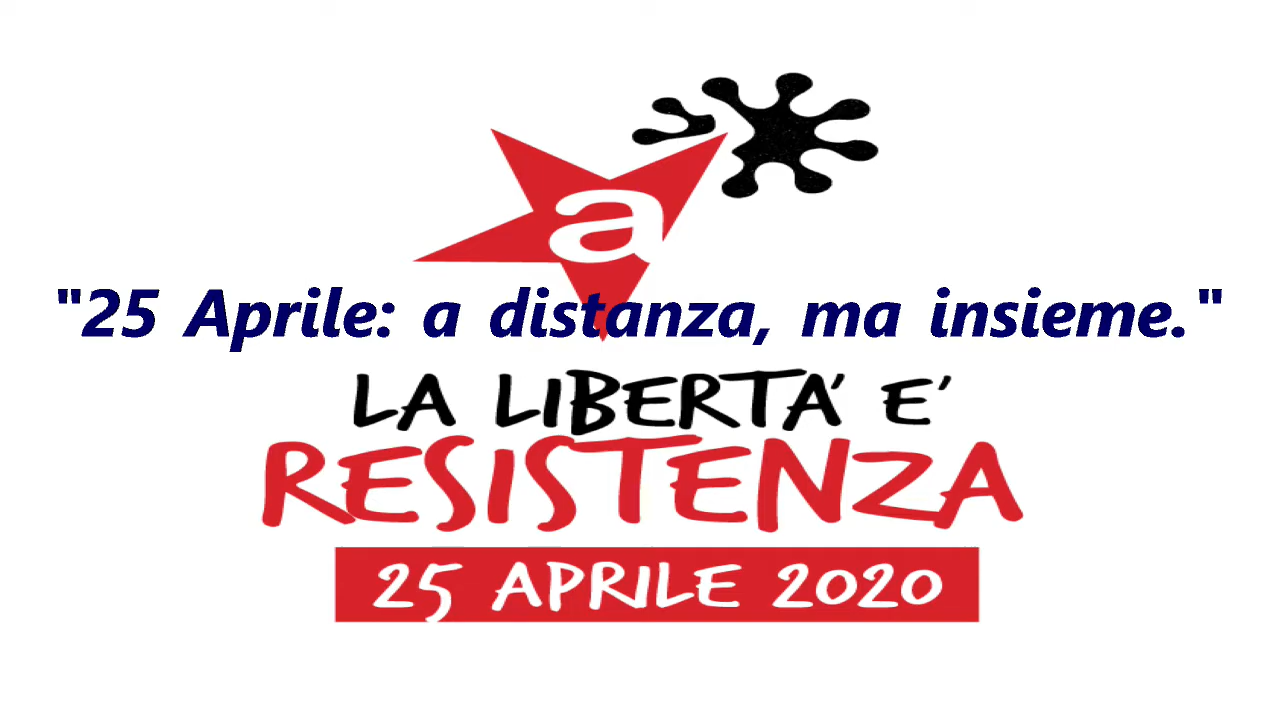 a
"25 Aprile: a distanza, ma insieme."
LA LIBERTA' E'
RESISTENZA
25 APRILE 2020